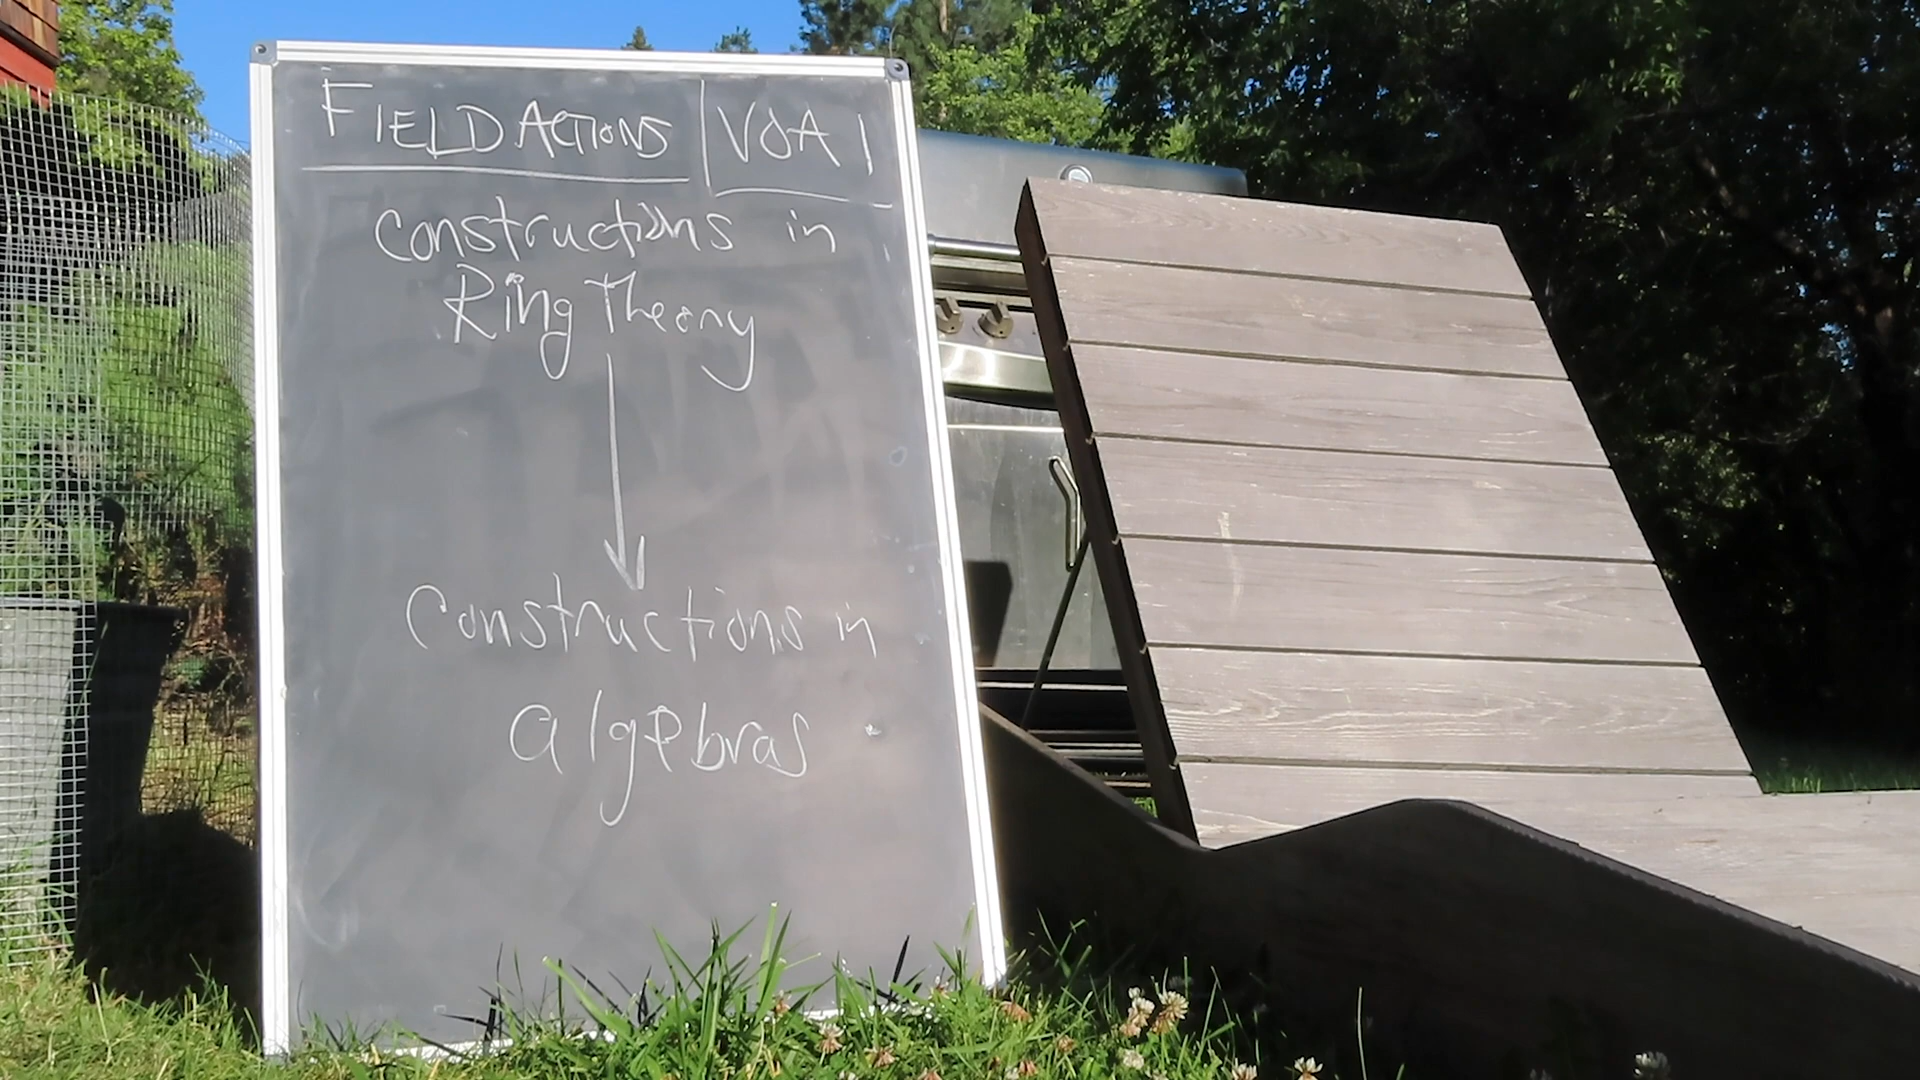 FIELD ACTIONS | VOA |
Constructions in
Ring Theory
Constructions in
algebras